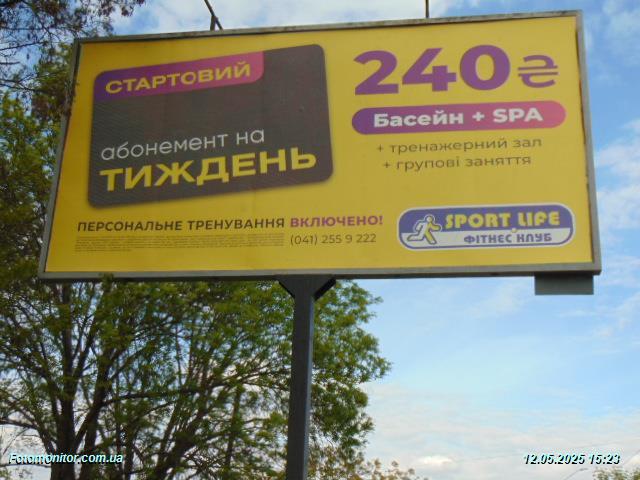 СТАРТОВИЙ
абонемент на
ТИЖДЕНЬ
240₴
Басейн + SPA
+ тренажерний зал
+ групові заняття
ПЕРСОНАЛЬНЕ ТРЕНУВАННЯ ВКЛЮЧЕНО!
(041) 255 9 222
SPORT LIFE
ФІТНЕС КЛУБ
Fotomonitor.com.ua
12.05.2025 15:23